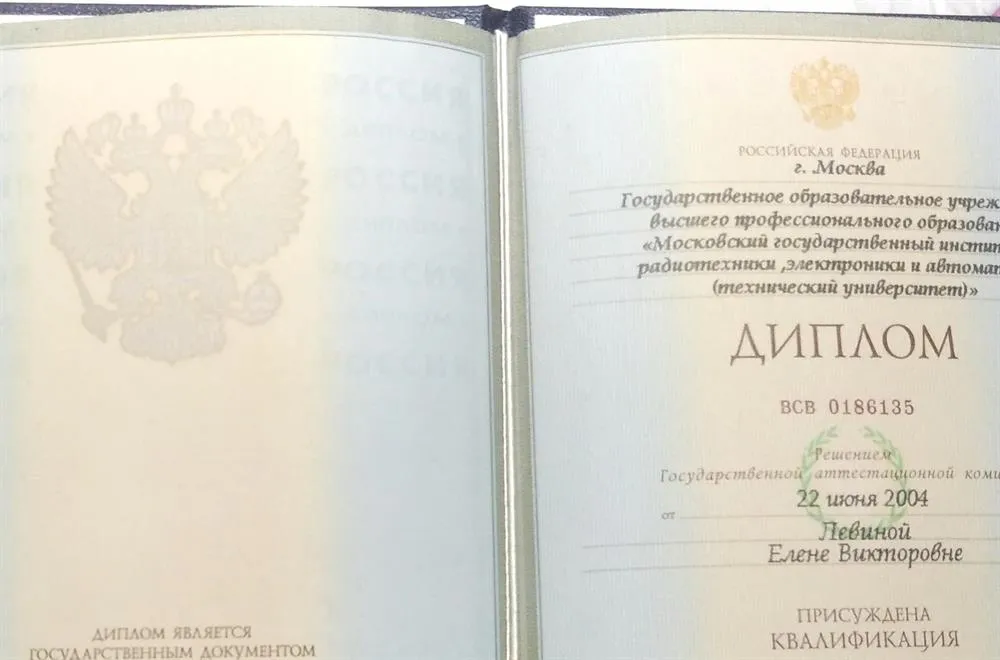 ДИПЛОМ ЯВЛЯЕТСЯ
ГОСУДАРСТВЕННЫМ ДОКУМЕНТОМ
РОССИЙСКАЯ ФЕДЕРАЦИЯ
г. Москва
Государственное образовательное учреж
высшего профессионального образован
«Московский государственный инстит
радиотехники ,электроники и автомат
(технический университет)»
ДИПЛОМ
ВСВ 0186135
Решением
Государственной аттестационной коми
от 22 июня 2004
Левиной
Елене Викторовне
ПРИСУЖДЕНА
КВАЛИФИКАЦИЯ